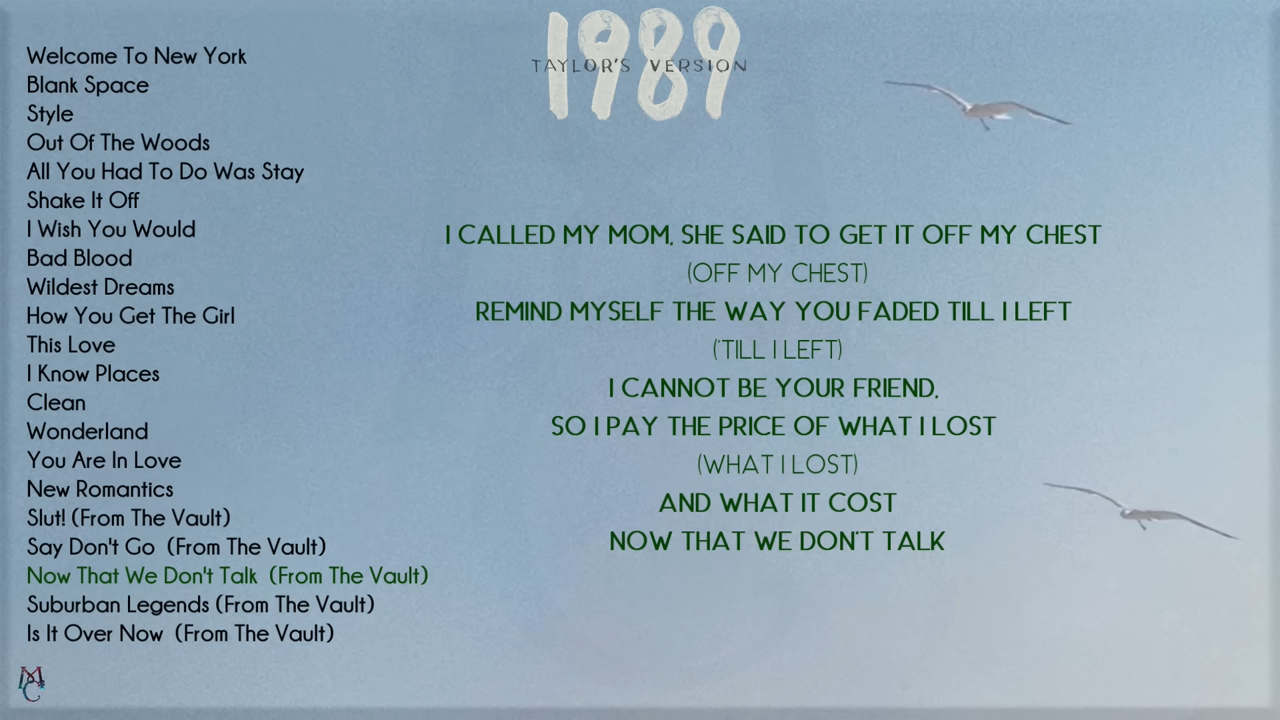 1989
TAYLOR'S VERSION
Welcome To New York
Blank Space
Style
Out Of The Woods
All You Had To Do Was Stay
Shake It Off
I Wish You Would
Bad Blood
Wildest Dreams
How You Get The Girl
This Love
I Know Places
Clean
Wonderland
You Are In Love
New Romantics
Slut! (From The Vault)
Say Don't Go (From The Vault)
Now That We Don't Talk (From The Vault)
Suburban Legends (From The Vault)
Is It Over Now (From The Vault)
I CALLED MY MOM, SHE SAID TO GET IT OFF MY CHEST
(OFF MY CHEST)
REMIND MYSELF THE WAY YOU FADED TILL I LEFT
('TILL I LEFT)
I CANNOT BE YOUR FRIEND,
SO I PAY THE PRICE OF WHAT I LOST
(WHAT I LOST)
AND WHAT IT COST
NOW THAT WE DON'T TALK
MC